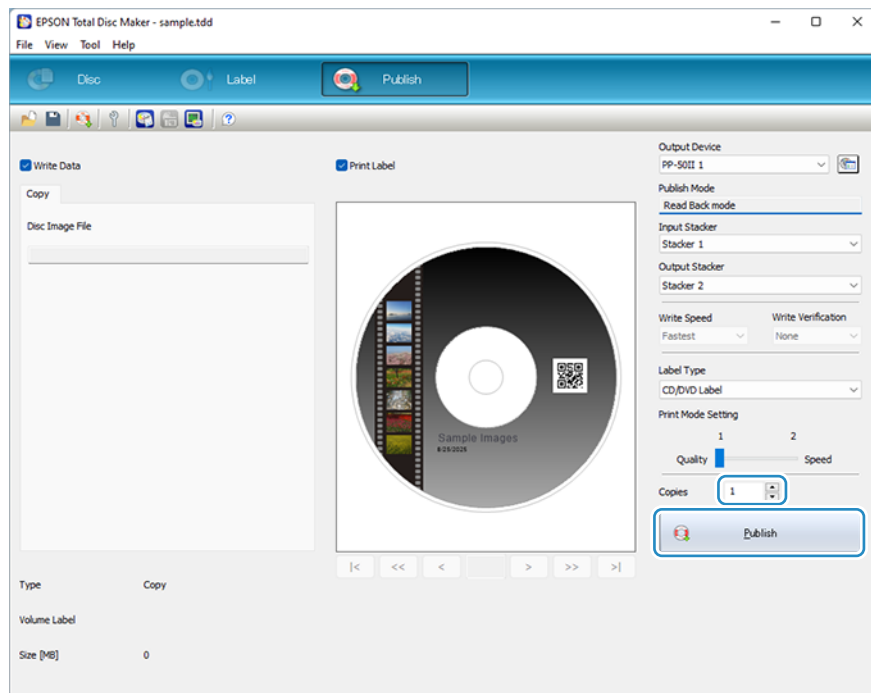 EPSON Total Disc Maker - sample.tdd
File View Tool Help
Disc Label Publish
Write Data
Copy
Disc Image File
Print Label
Sample Images
8/25/2025
|< << < > >> >|
Type Copy
Volume Label
Size [MB] 0
Output Device
PP-50II 1
Publish Mode
Read Back mode
Input Stacker
Stacker 1
Output Stacker
Stacker 2
Write Speed Write Verification
Fastest None
Label Type
CD/DVD Label
Print Mode Setting
1 2
Quality Speed
Copies 1
Publish